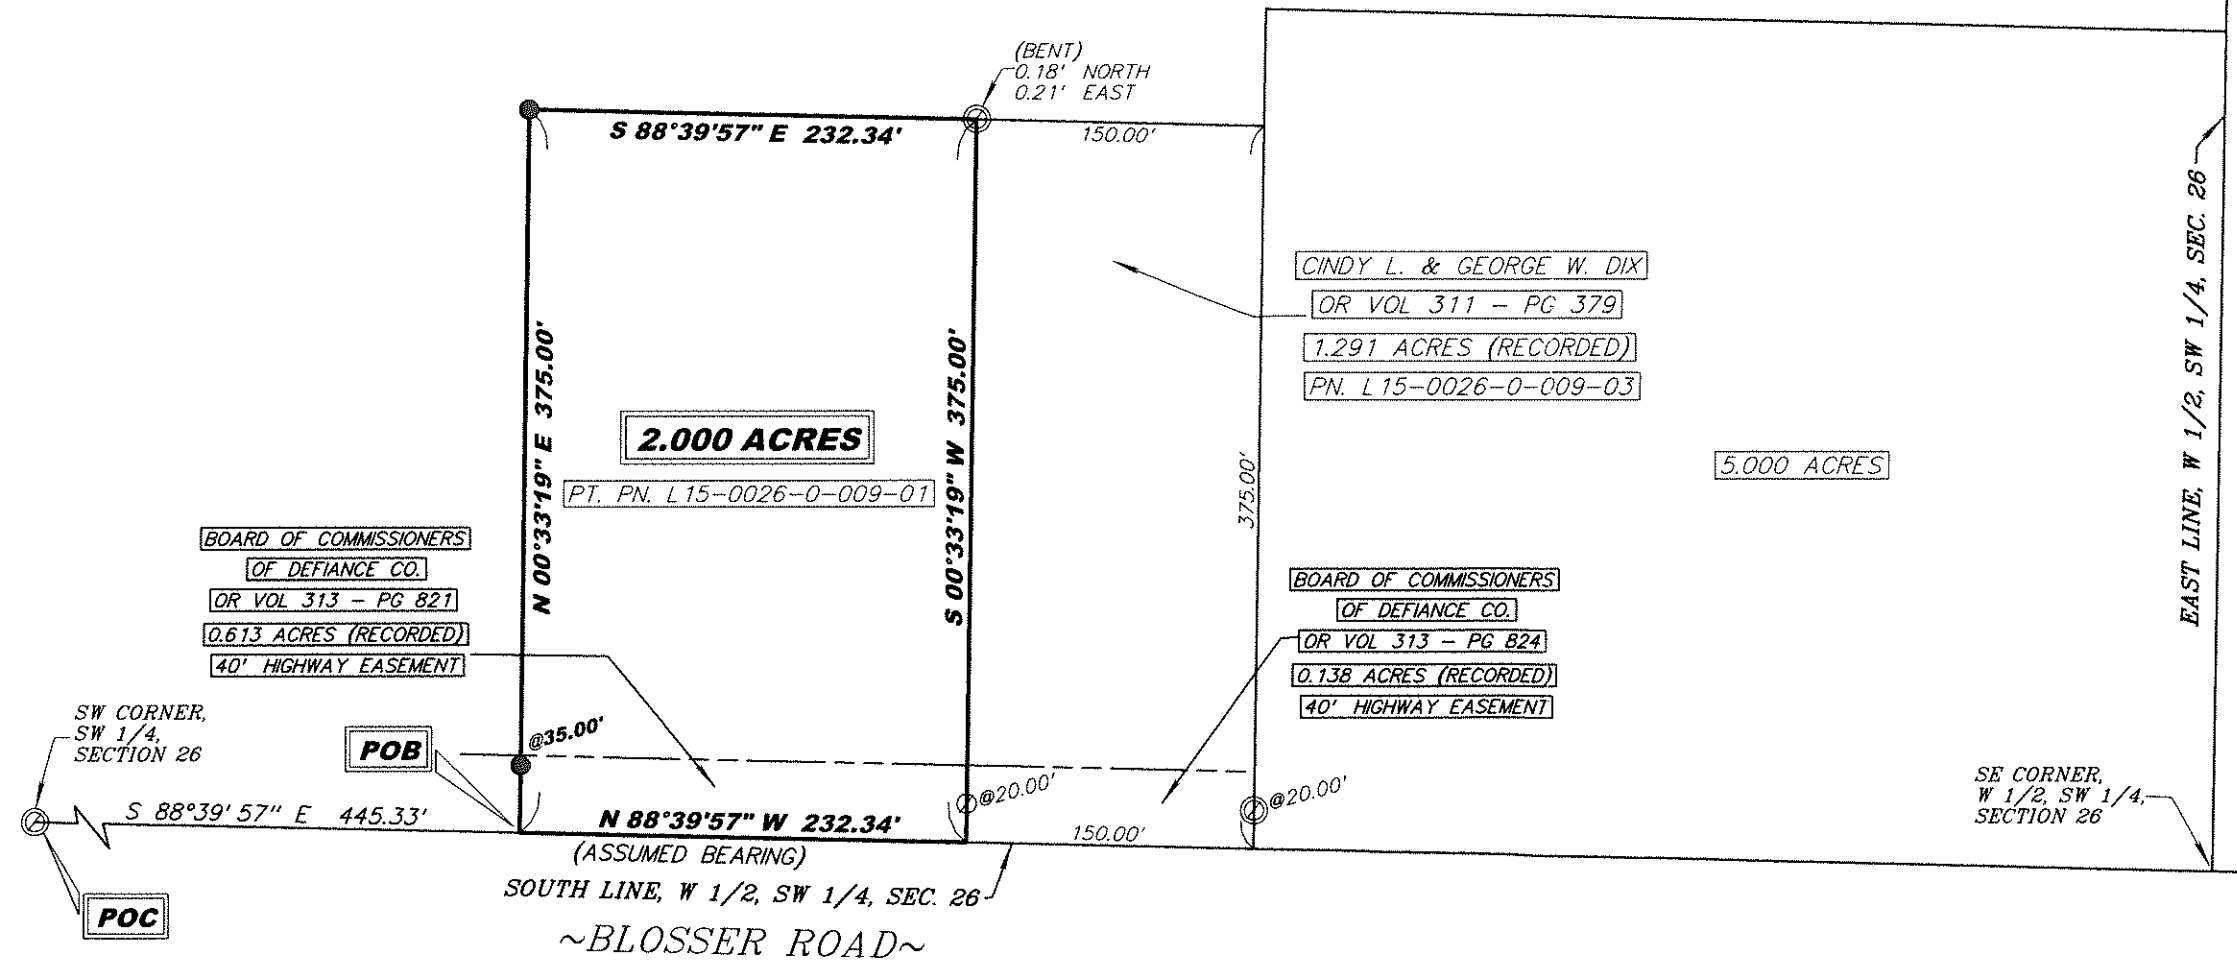 (BENT)
0.18' NORTH
0.21' EAST
S 88°39'57" E 232.34'
150.00'
EAST LINE, W 1/2, SW 1/4, SEC. 26
CINDY L. & GEORGE W. DIX
OR VOL 311 - PG 379
1.291 ACRES (RECORDED)
PN. L15-0026-0-009-03
N 00°33'19" E 375.00'
S 00°33'19" W 375.00'
2.000 ACRES
PT. PN. L15-0026-0-009-01
375.00'
5.000 ACRES
BOARD OF COMMISSIONERS
OF DEFIANCE CO.
OR VOL 313 - PG 821
0.613 ACRES (RECORDED)
40' HIGHWAY EASEMENT
BOARD OF COMMISSIONERS
OF DEFIANCE CO.
OR VOL 313 - PG 824
0.138 ACRES (RECORDED)
40' HIGHWAY EASEMENT
SW CORNER,
SW 1/4,
SECTION 26
POB
@35.00'
@20.00'
@20.00'
SE CORNER,
W 1/2, SW 1/4,
SECTION 26
S 88°39'57" E 445.33'
N 88°39'57" W 232.34'
150.00'
(ASSUMED BEARING)
SOUTH LINE, W 1/2, SW 1/4, SEC. 26
POC
~BLOSSER ROAD~